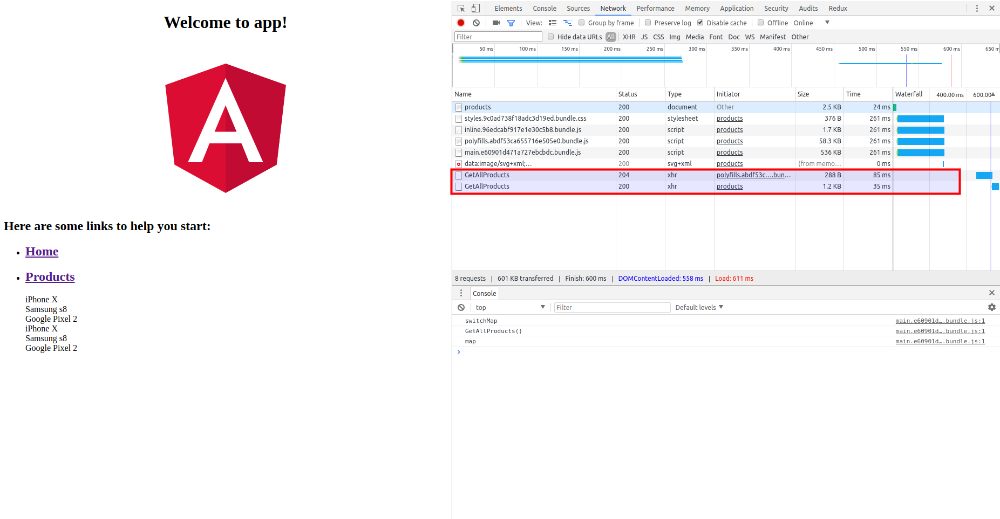 Welcome to app!
Here are some links to help you start:
Home
Products
iPhone X
Samsung s8
Google Pixel 2
iPhone X
Samsung s8
Google Pixel 2
Elements Console Sources Network Performance Memory Application Security Audits Redux
View: Group by frame Preserve log Disable cache Offline Online
Filter Hide data URLs All XHR JS CSS Img Media Font Doc WS Manifest Other
50 ms 100 ms 150 ms 200 ms 250 ms 300 ms 350 ms 400 ms 450 ms 500 ms 550 ms 600 ms 650 m
Name Status Type Initiator Size Time Waterfall 400.00 ms 600.00
products 200 document Other 2.5 KB 24 ms
styles.9c0ad738f18adc3d19ed.bundle.css 200 stylesheet products 376 B 261 ms
inline.96edcabf917e1e30c5b8.bundle.js 200 script products 1.7 KB 261 ms
polyfills.abdf53ca655716e505e0.bundle.js 200 script products 58.3 KB 261 ms
main.e60901d471a727ebcbdc.bundle.js 200 script products 536 KB 261 ms
data:image/svg+xml;... 200 svg+xml products (from memo... 0 ms
GetAllProducts 204 xhr polyfills.abdf53c....bun... 288 B 85 ms
GetAllProducts 200 xhr products 1.2 KB 35 ms
8 requests | 601 KB transferred | Finish: 600 ms | DOMContentLoaded: 558 ms | Load: 611 ms
Console
top Filter Default levels
switchMap main.e60901d….bundle.js:1
GetAllProducts() main.e60901d….bundle.js:1
map main.e60901d….bundle.js:1